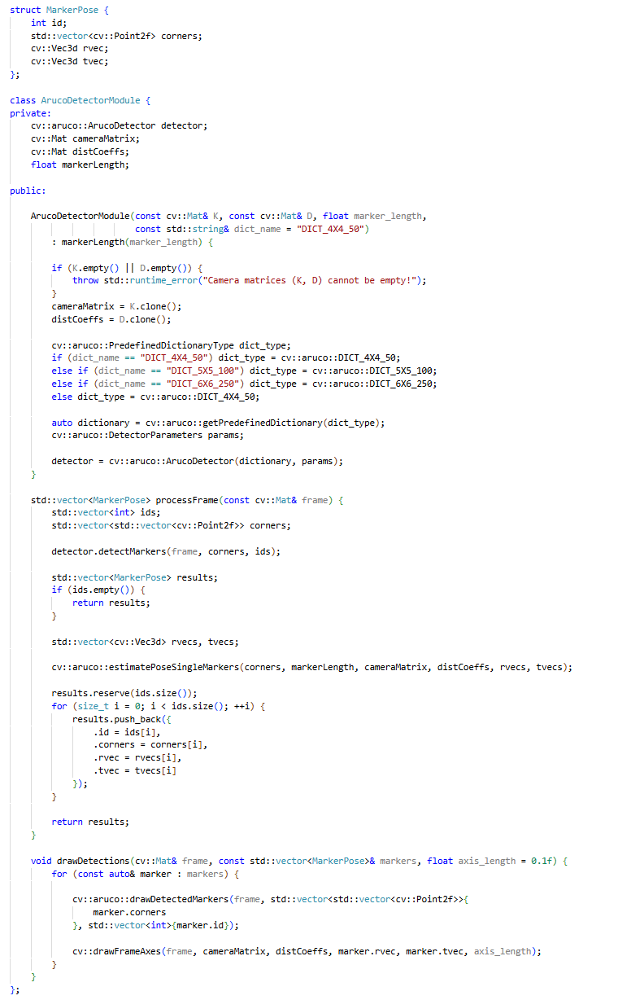 struct MarkerPose {
    int id;
    std::vector<cv::Point2f> corners;
    cv::Vec3d rvec;
    cv::Vec3d tvec;
};

class ArucoDetectorModule {
private:
    cv::aruco::ArucoDetector detector;
    cv::Mat cameraMatrix;
    cv::Mat distCoeffs;
    float markerLength;

public:

    ArucoDetectorModule(const cv::Mat& K, const cv::Mat& D, float marker_length,
                        const std::string& dict_name = "DICT_4X4_50")
        : markerLength(marker_length) {

        if (K.empty() || D.empty()) {
            throw std::runtime_error("Camera matrices (K, D) cannot be empty!");
        }
        cameraMatrix = K.clone();
        distCoeffs = D.clone();

        cv::aruco::PredefinedDictionaryType dict_type;
        if (dict_name == "DICT_4X4_50") dict_type = cv::aruco::DICT_4X4_50;
        else if (dict_name == "DICT_5X5_100") dict_type = cv::aruco::DICT_5X5_100;
        else if (dict_name == "DICT_6X6_250") dict_type = cv::aruco::DICT_6X6_250;
        else dict_type = cv::aruco::DICT_4X4_50;

        auto dictionary = cv::aruco::getPredefinedDictionary(dict_type);
        cv::aruco::DetectorParameters params;

        detector = cv::aruco::ArucoDetector(dictionary, params);
    }

    std::vector<MarkerPose> processFrame(const cv::Mat& frame) {
        std::vector<int> ids;
        std::vector<std::vector<cv::Point2f>> corners;

        detector.detectMarkers(frame, corners, ids);

        std::vector<MarkerPose> results;
        if (ids.empty()) {
            return results;
        }

        std::vector<cv::Vec3d> rvecs, tvecs;

        cv::aruco::estimatePoseSingleMarkers(corners, markerLength, cameraMatrix, distCoeffs, rvecs, tvecs);

        results.reserve(ids.size());
        for (size_t i = 0; i < ids.size(); ++i) {
            results.push_back({
                .id = ids[i],
                .corners = corners[i],
                .rvec = rvecs[i],
                .tvec = tvecs[i]
            });
        }

        return results;
    }

    void drawDetections(cv::Mat& frame, const std::vector<MarkerPose>& markers, float axis_length = 0.1f) {
        for (const auto& marker : markers) {

            cv::aruco::drawDetectedMarkers(frame, std::vector<std::vector<cv::Point2f>>{
                marker.corners
            }, std::vector<int>{marker.id});

            cv::drawFrameAxes(frame, cameraMatrix, distCoeffs, marker.rvec, marker.tvec, axis_length);
        }
    }
};